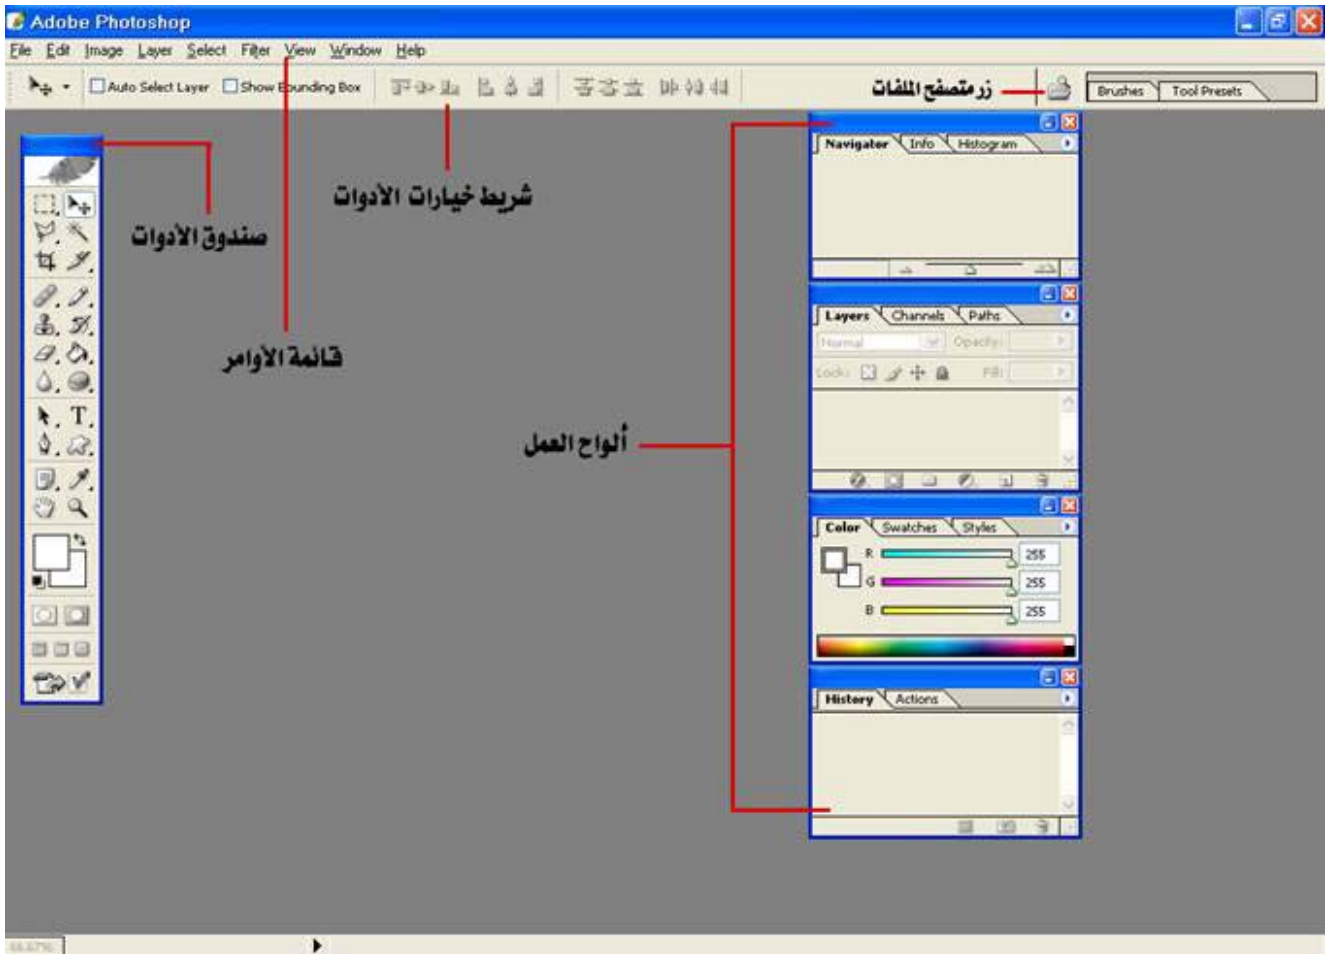 Adobe Photoshop
File Edit Image Layer Select Filter View Window Help
Auto Select Layer Show Bounding Box
زر متصفح الملفات
Brushes Tool Presets
Navigator Info Histogram
شريط خيارات الأدوات
صندوق الأدوات
قائمة الأوامر
ألواح العمل
Layers Channels Paths
Normal Opacity:
Lock: Fill:
Color Swatches Styles
R 255
G 255
B 255
History Actions
T
66.67%